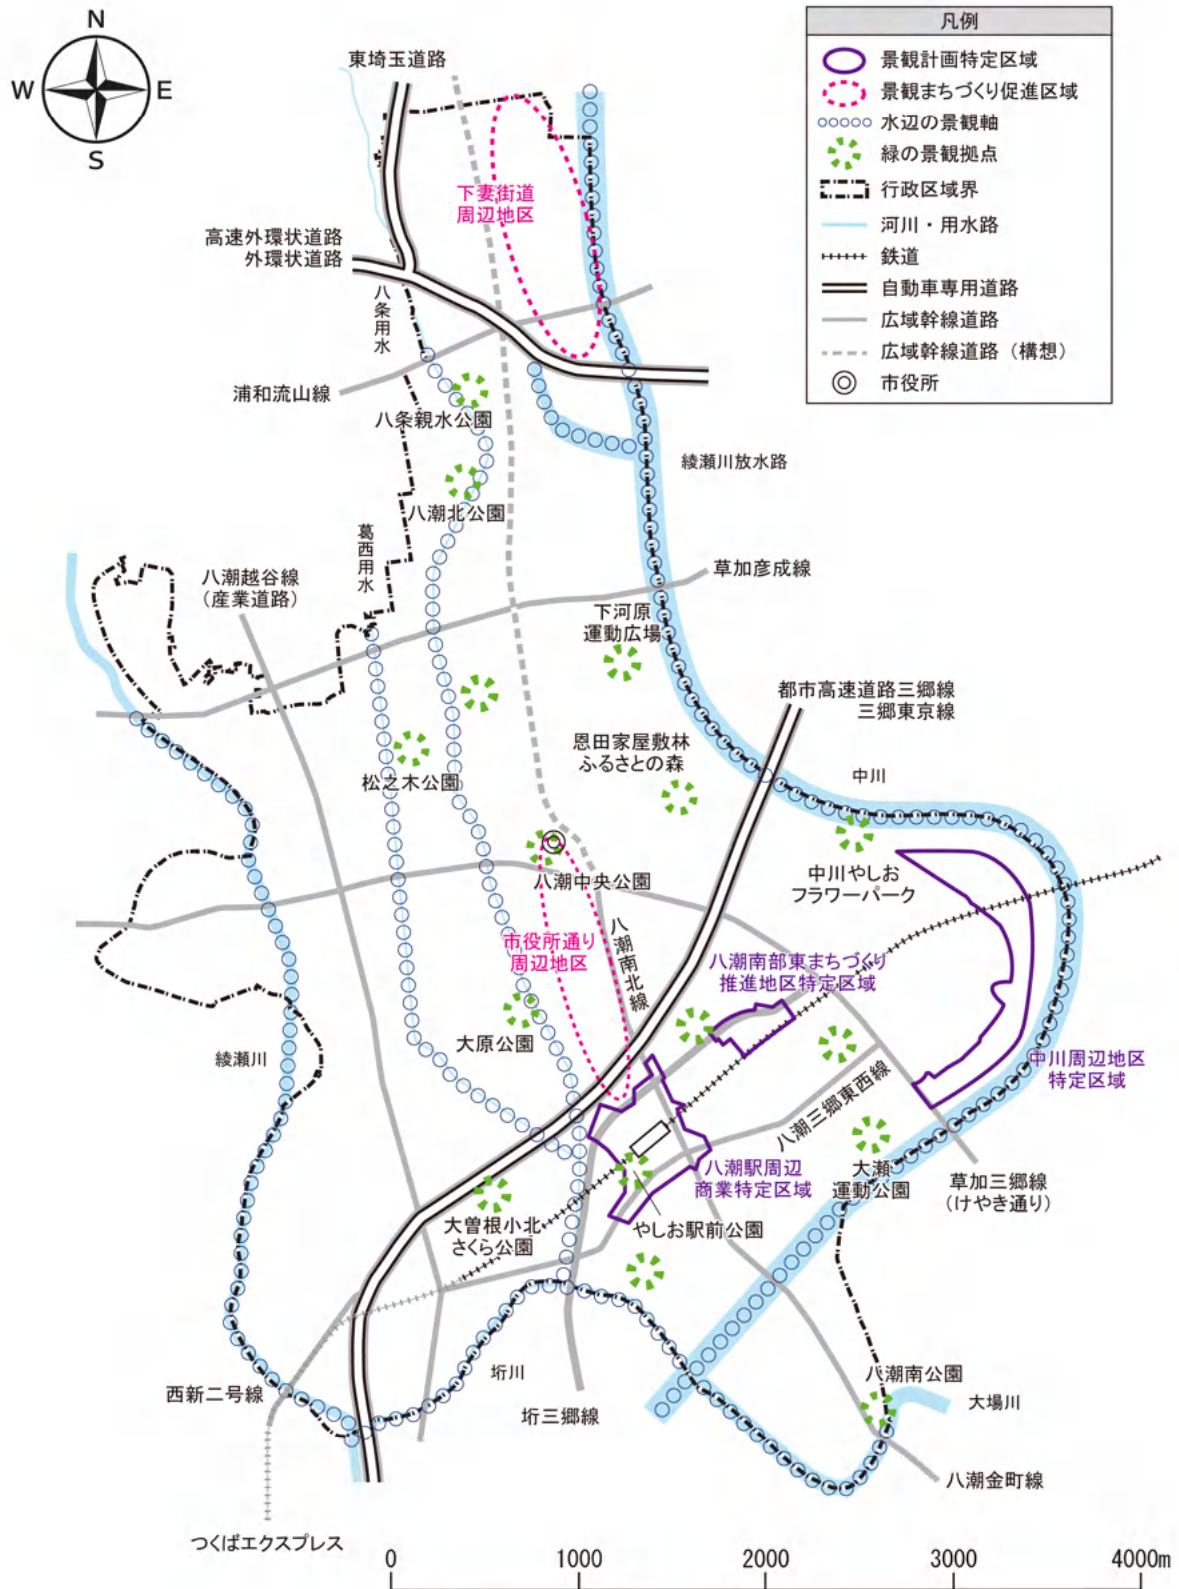 N
W
E
S
凡例
景観計画特定区域
景観まちづくり促進区域
水辺の景観軸
緑の景観拠点
行政区域界
河川・用水路
鉄道
自動車専用道路
広域幹線道路
広域幹線道路（構想）
市役所
東埼玉道路
下妻街道
周辺地区
高速外環状道路
外環状道路
八条用水
浦和流山線
八条親水公園
綾瀬川放水路
八潮北公園
葛西用水
八潮越谷線
（産業道路）
草加彦成線
下河原
運動広場
都市高速道路三郷線
三郷東京線
恩田家屋敷林
ふるさとの森
松之木公園
中川
中川やしお
フラワーパーク
八潮中央公園
市役所通り
周辺地区
八潮南北線
八潮南部東まちづくり
推進地区特定区域
大原公園
綾瀬川
中川周辺地区
特定区域
八潮三郷東西線
八潮駅周辺
商業特定区域
大瀬
運動公園
草加三郷線
（けやき通り）
大曽根小北
さくら公園
やしお駅前公園
垳川
八潮南公園
大場川
西新二号線
垳三郷線
八潮金町線
つくばエクスプレス
0
1000
2000
3000
4000m